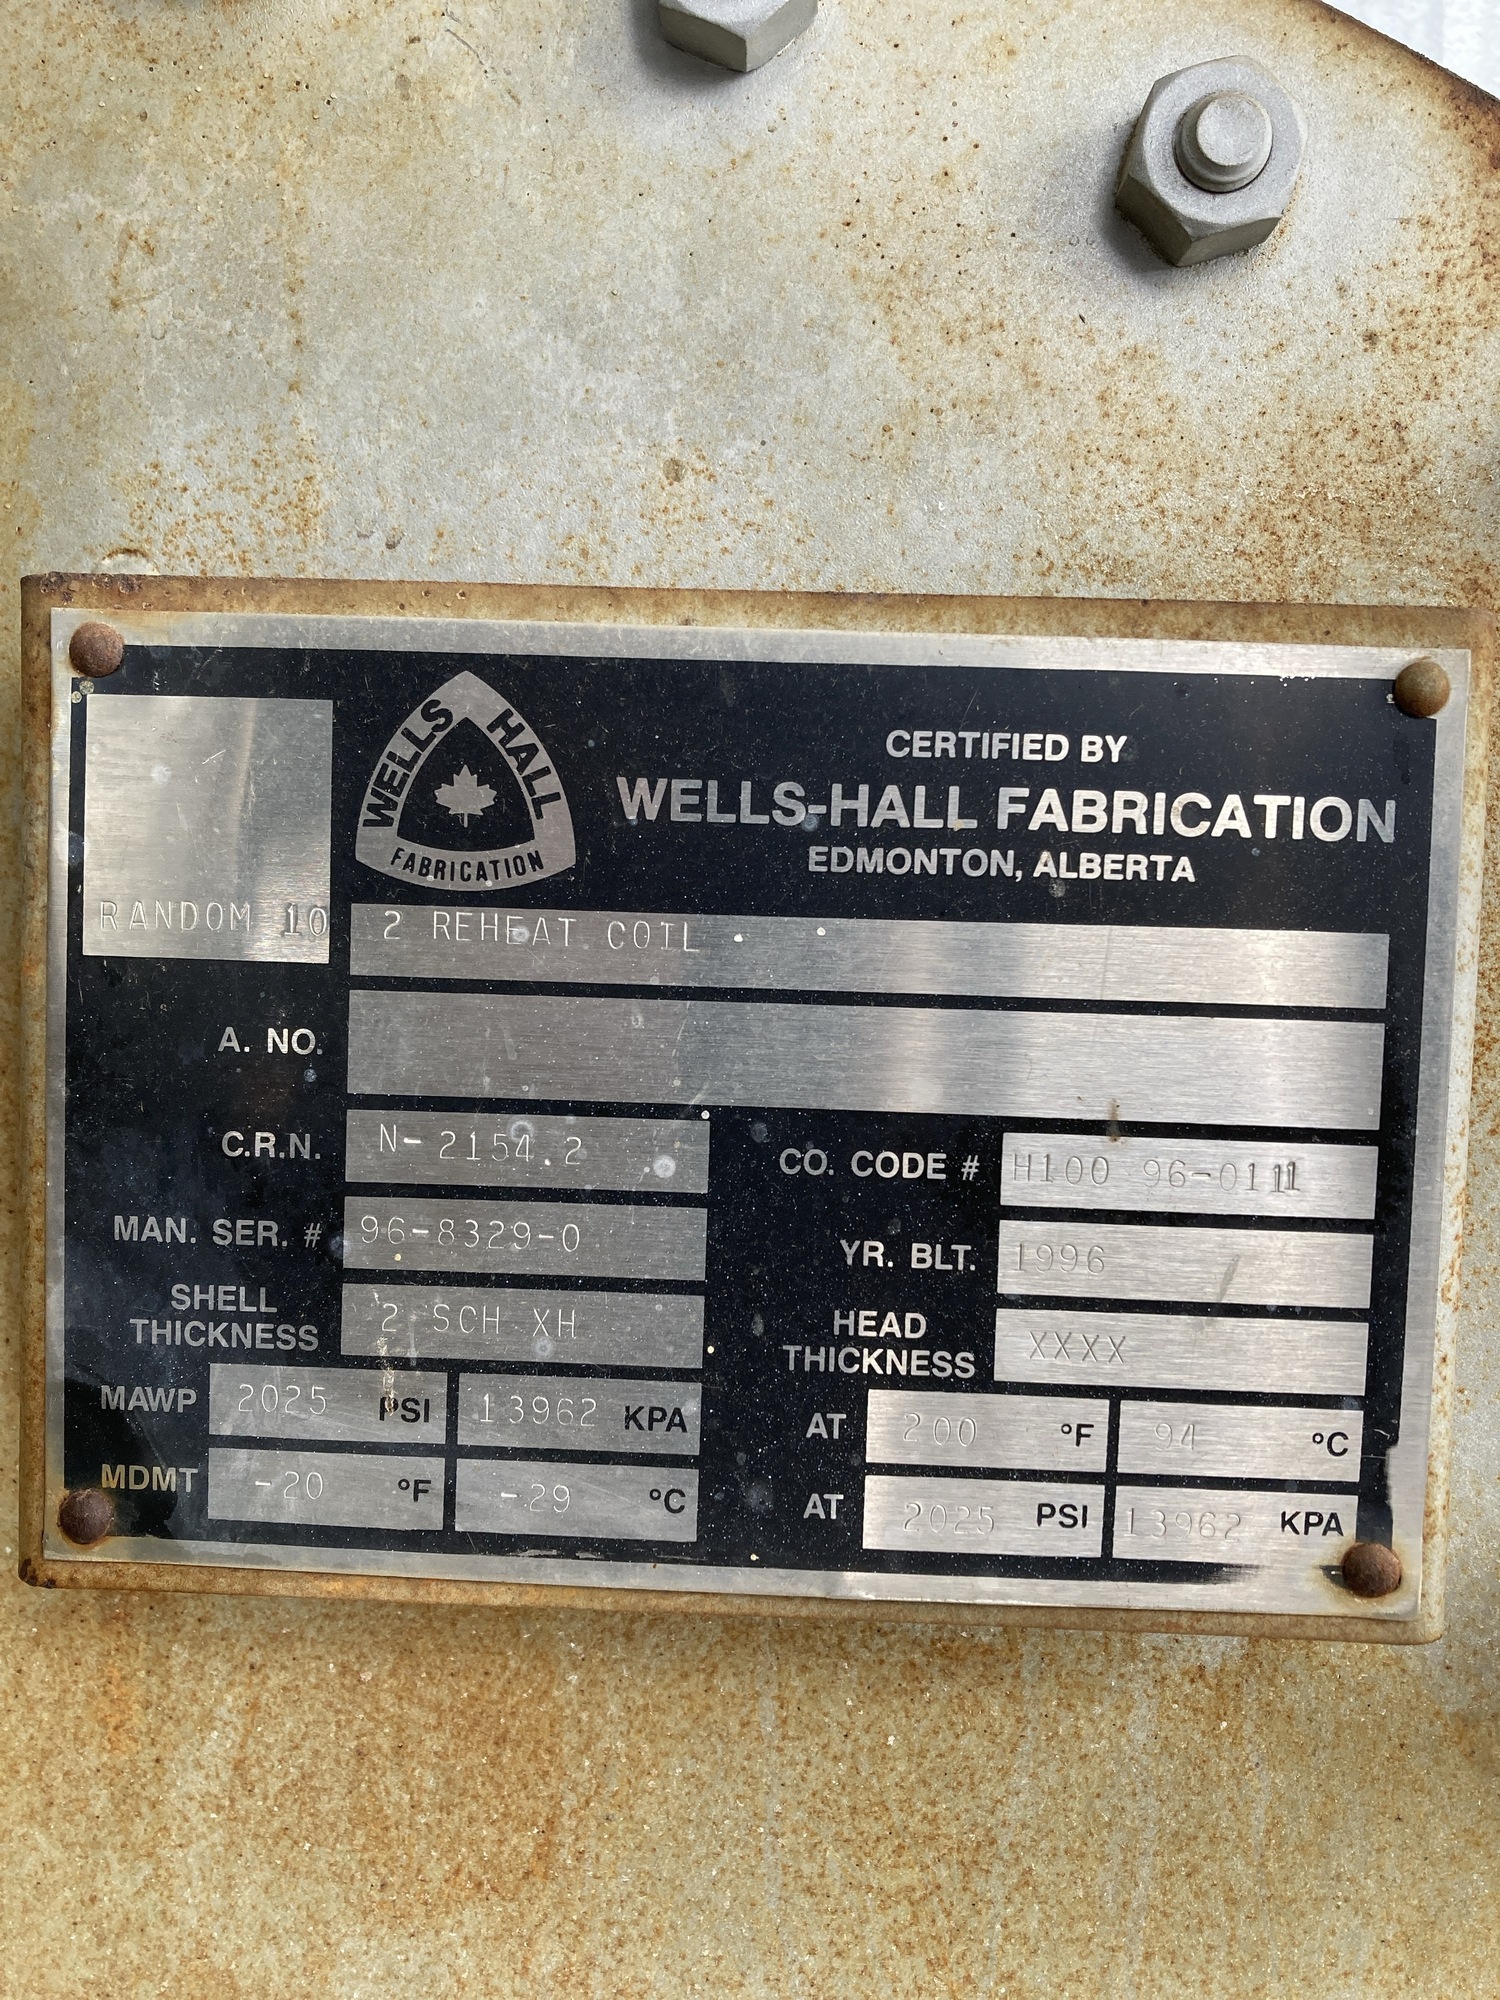 WELLS HALL
FABRICATION
CERTIFIED BY
WELLS-HALL FABRICATION
EDMONTON, ALBERTA
RANDOM 10
2 REHEAT COIL
A. NO.
C.R.N. N-2154.2
CO. CODE # H100 96-0111
MAN. SER. # 96-8329-0
YR. BLT. 1996
SHELL
THICKNESS 2 SCH XH
HEAD
THICKNESS XXXX
MAWP 2025 PSI 13962 KPA
AT 200 °F 94 °C
MDMT -20 °F -29 °C
AT 2025 PSI 13962 KPA